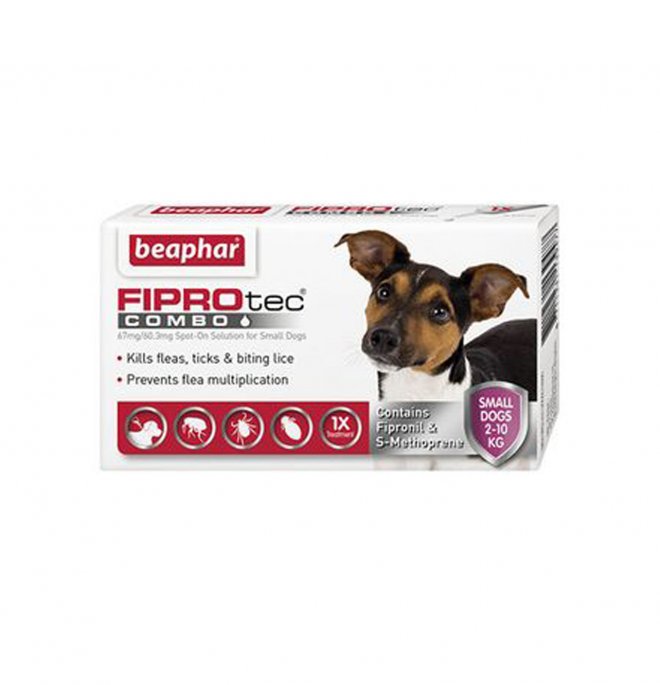 beaphar®
FIPROtec®
COMBO
67mg/60.3mg Spot-On Solution for Small Dogs
• Kills fleas, ticks & biting lice
• Prevents flea multiplication
1X
Treatment
Contains
Fipronil &
S-Methoprene
SMALL
DOGS
2-10
KG